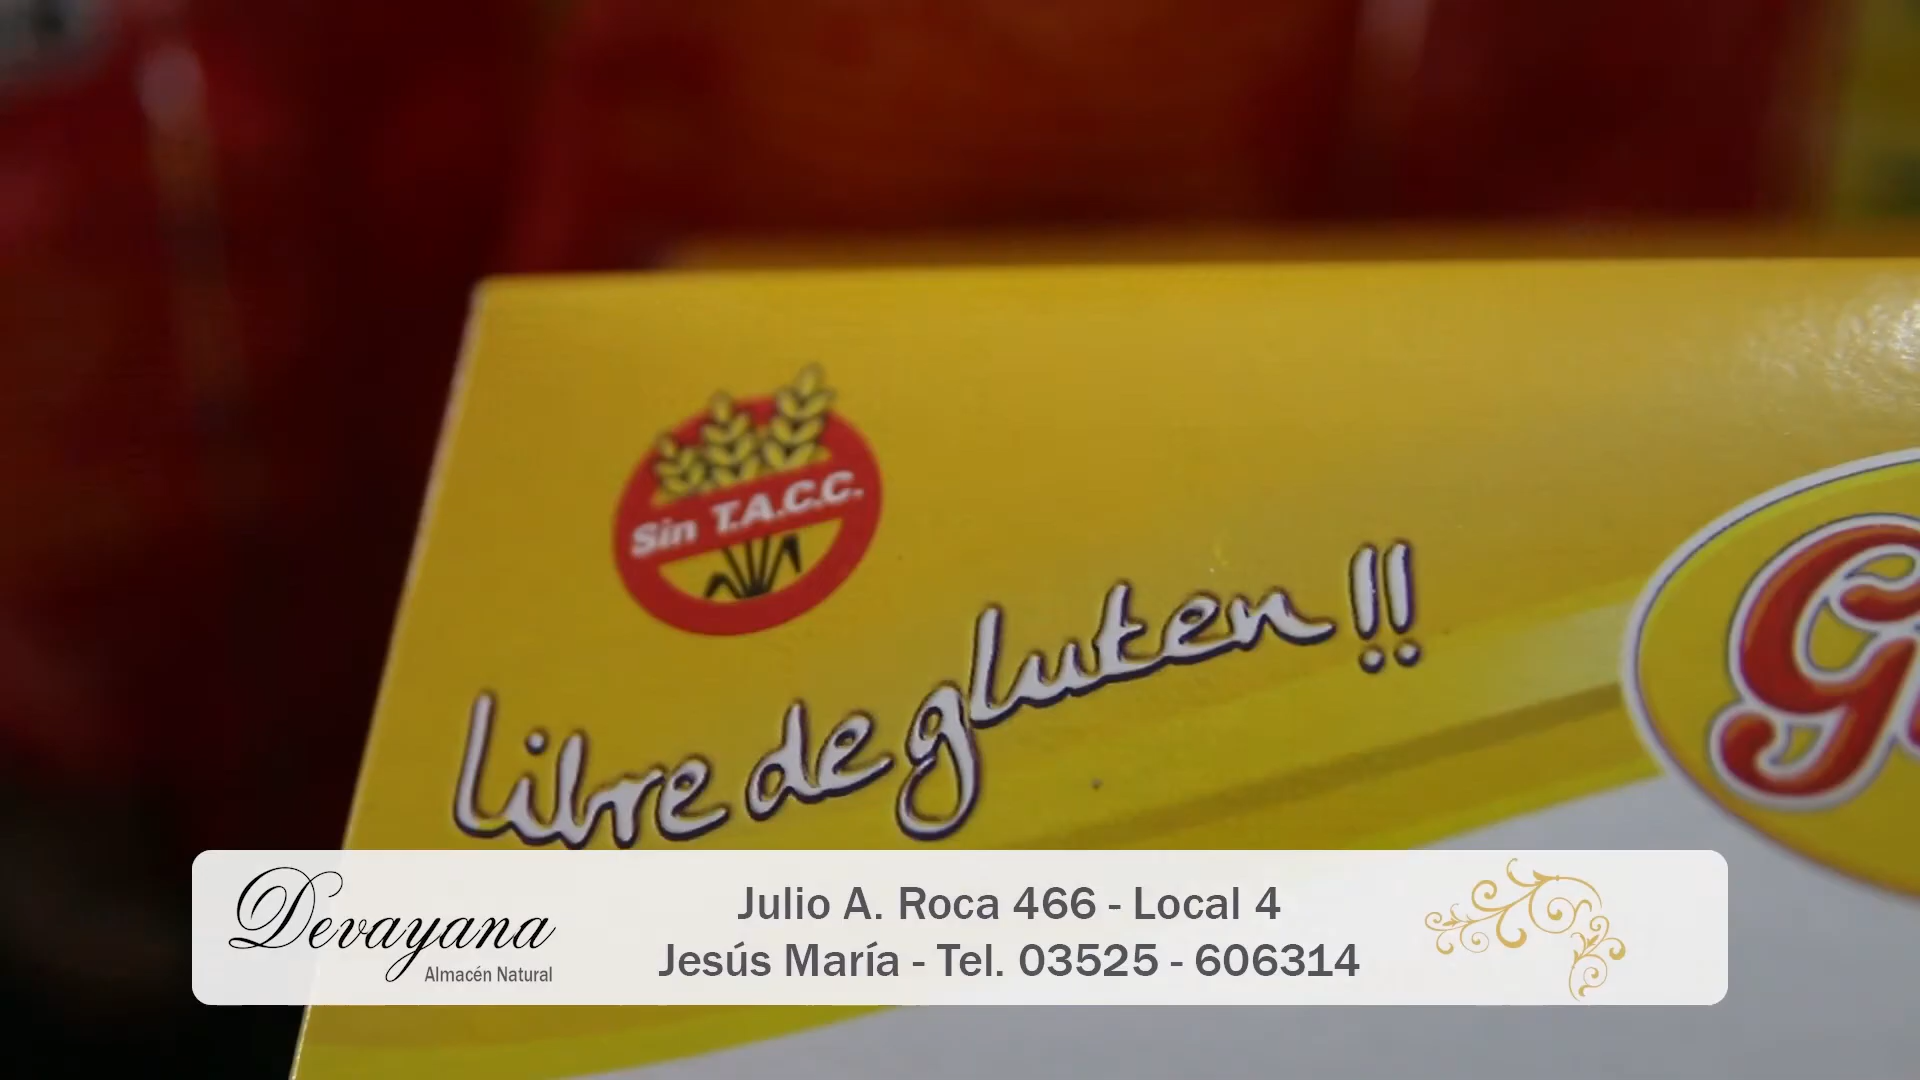 Sin T.A.C.C.
libre de gluten!!
Devayana
Almacén Natural
Julio A. Roca 466 - Local 4
Jesús María - Tel. 03525 - 606314